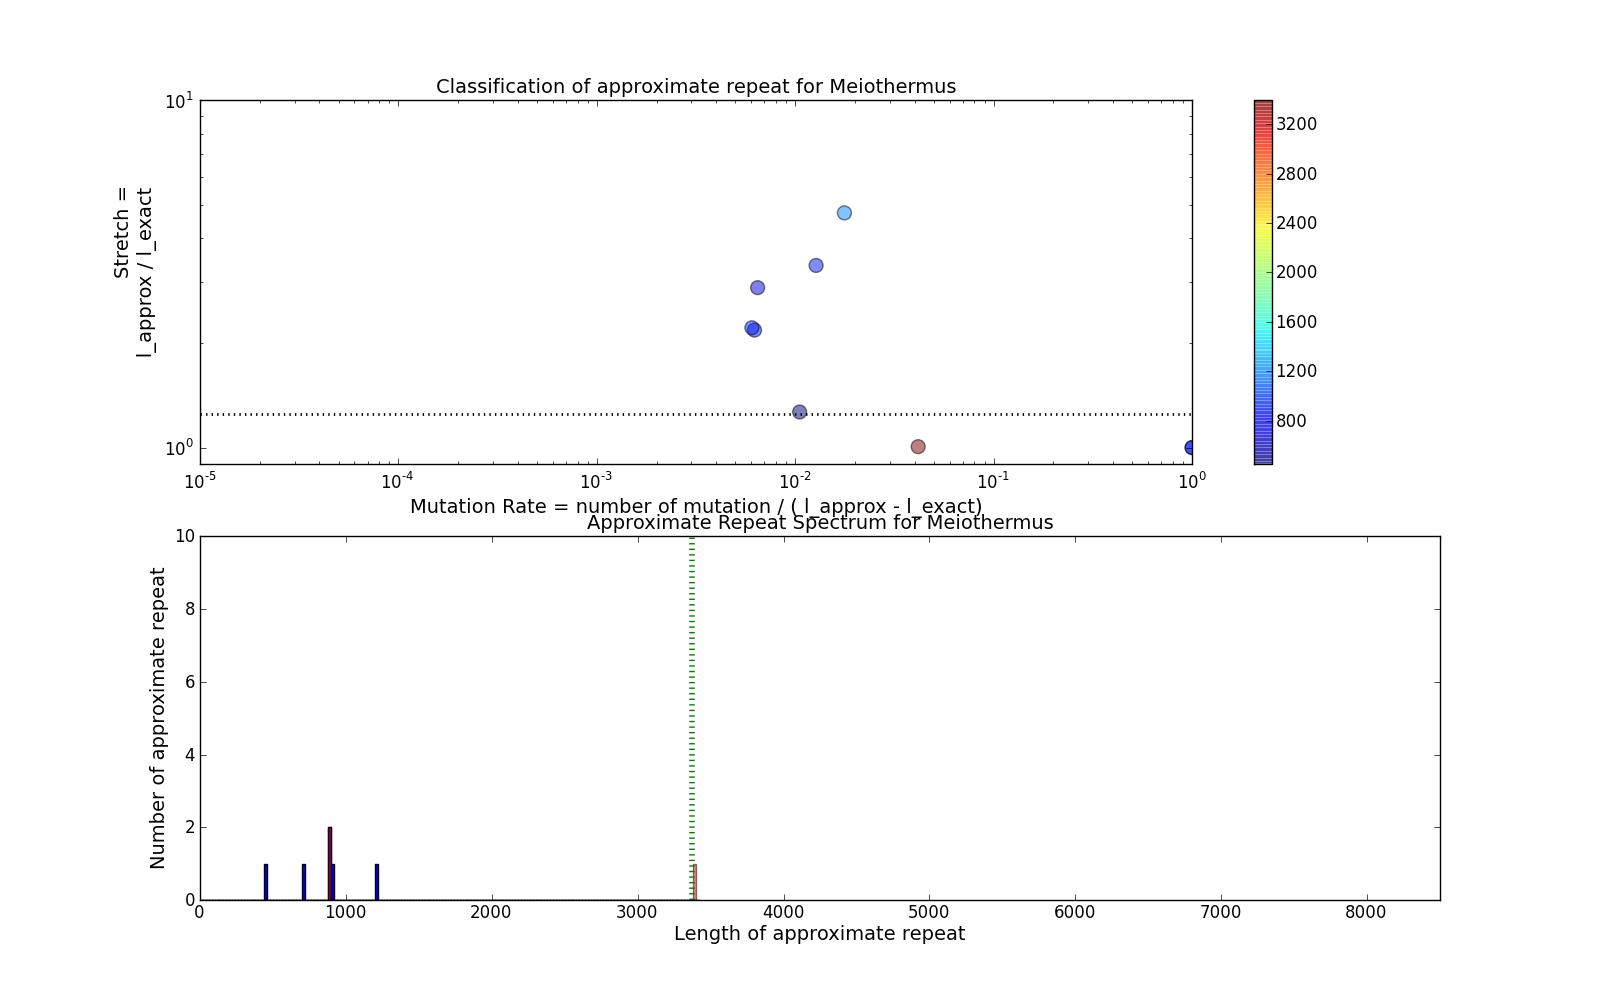 Classification of approximate repeat for Meiothermus
10^1
10^0
Stretch =
l_approx / l_exact
10^-5 10^-4 10^-3 10^-2 10^-1 10^0
Mutation Rate = number of mutation / ( l_approx - l_exact)
3200
2800
2400
2000
1600
1200
800
Approximate Repeat Spectrum for Meiothermus
10
8
6
4
2
0
Number of approximate repeat
0 1000 2000 3000 4000 5000 6000 7000 8000
Length of approximate repeat